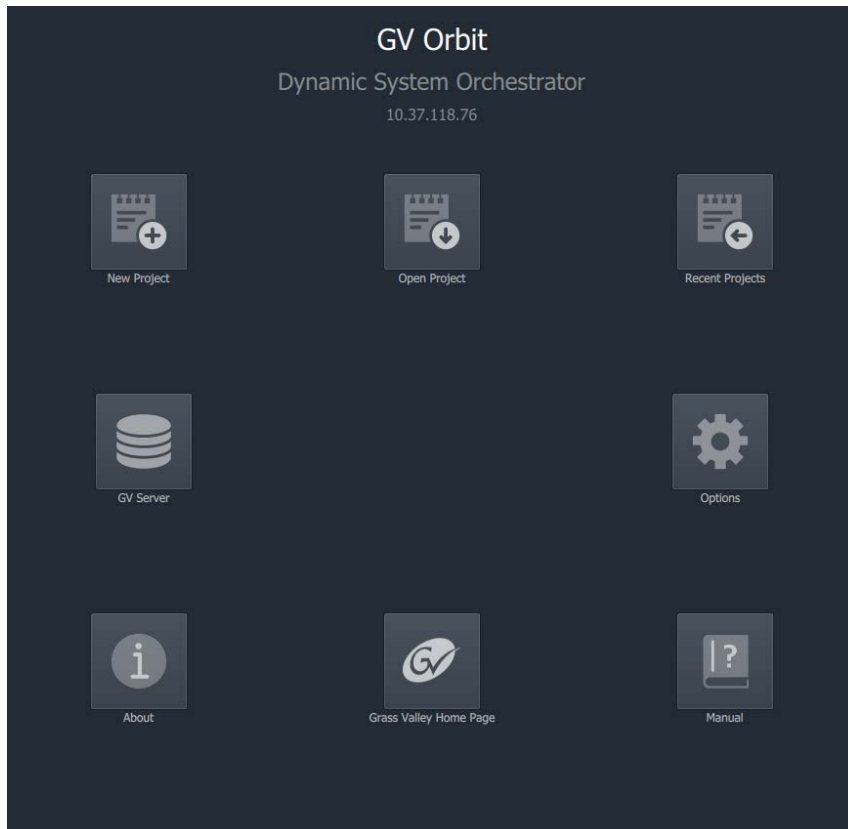 GV Orbit
Dynamic System Orchestrator
10.37.118.76
New Project
Open Project
Recent Projects
GV Server
Options
i
GV
?
About
Grass Valley Home Page
Manual